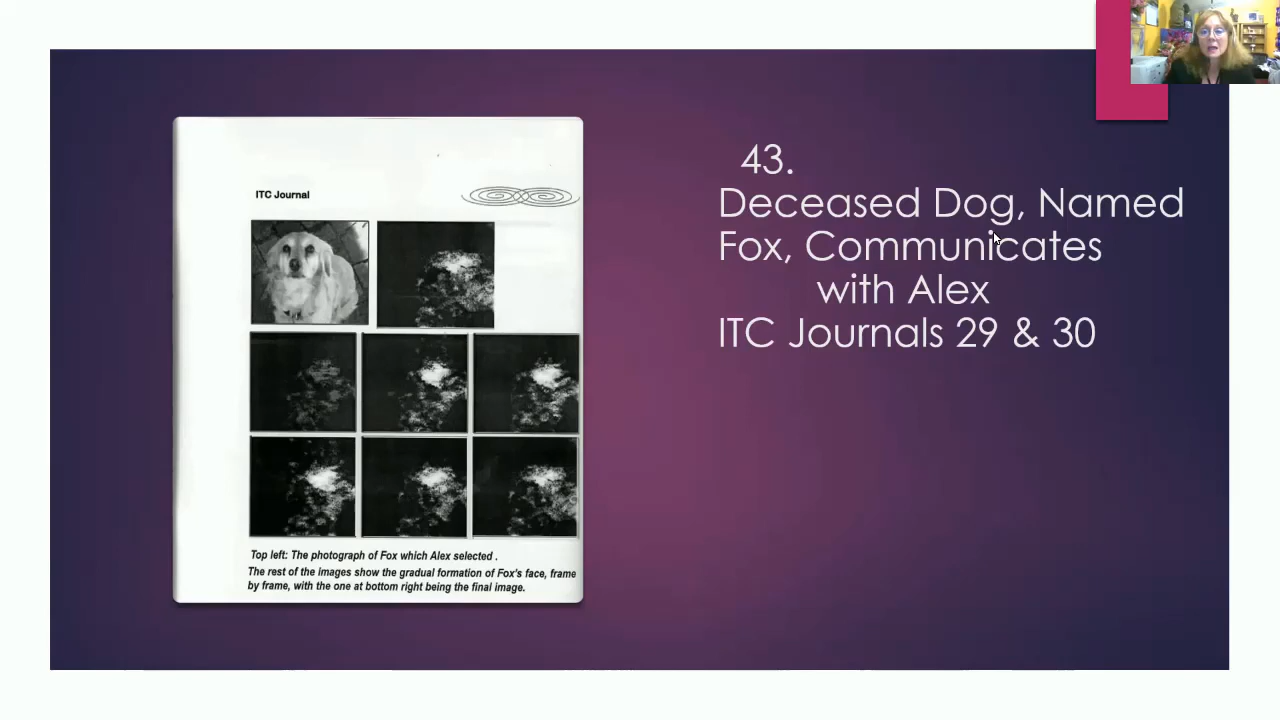 ITC Journal
Top left: The photograph of Fox which Alex selected .
The rest of the images show the gradual formation of Fox's face, frame
by frame, with the one at bottom right being the final image.
43.
Deceased Dog, Named
Fox, Communicates
with Alex
ITC Journals 29 & 30